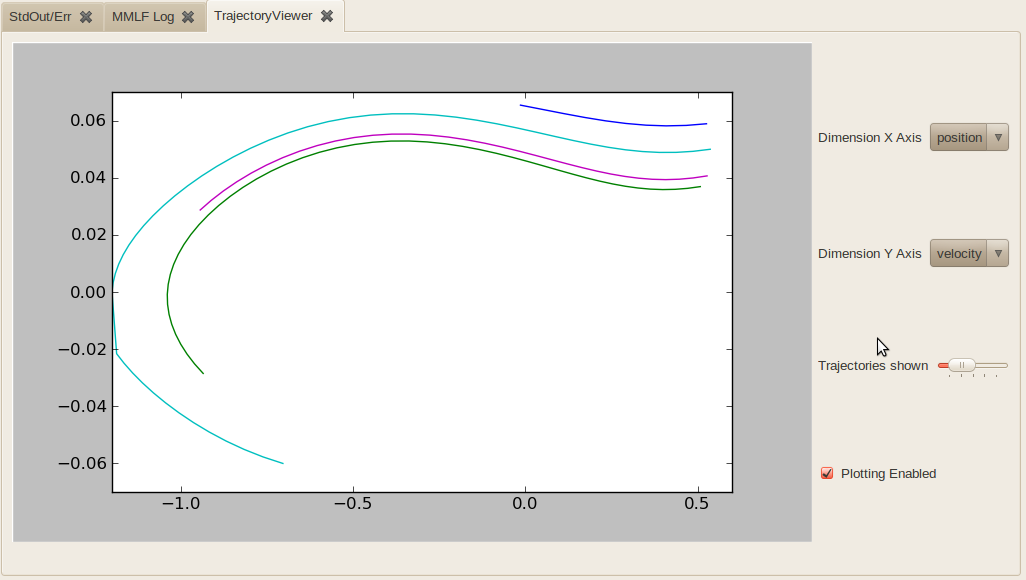 StdOut/Err MMLF Log TrajectoryViewer
0.06
0.04
0.02
0.00
−0.02
−0.04
−0.06
−1.0 −0.5 0.0 0.5
Dimension X Axis position
Dimension Y Axis velocity
Trajectories shown
Plotting Enabled